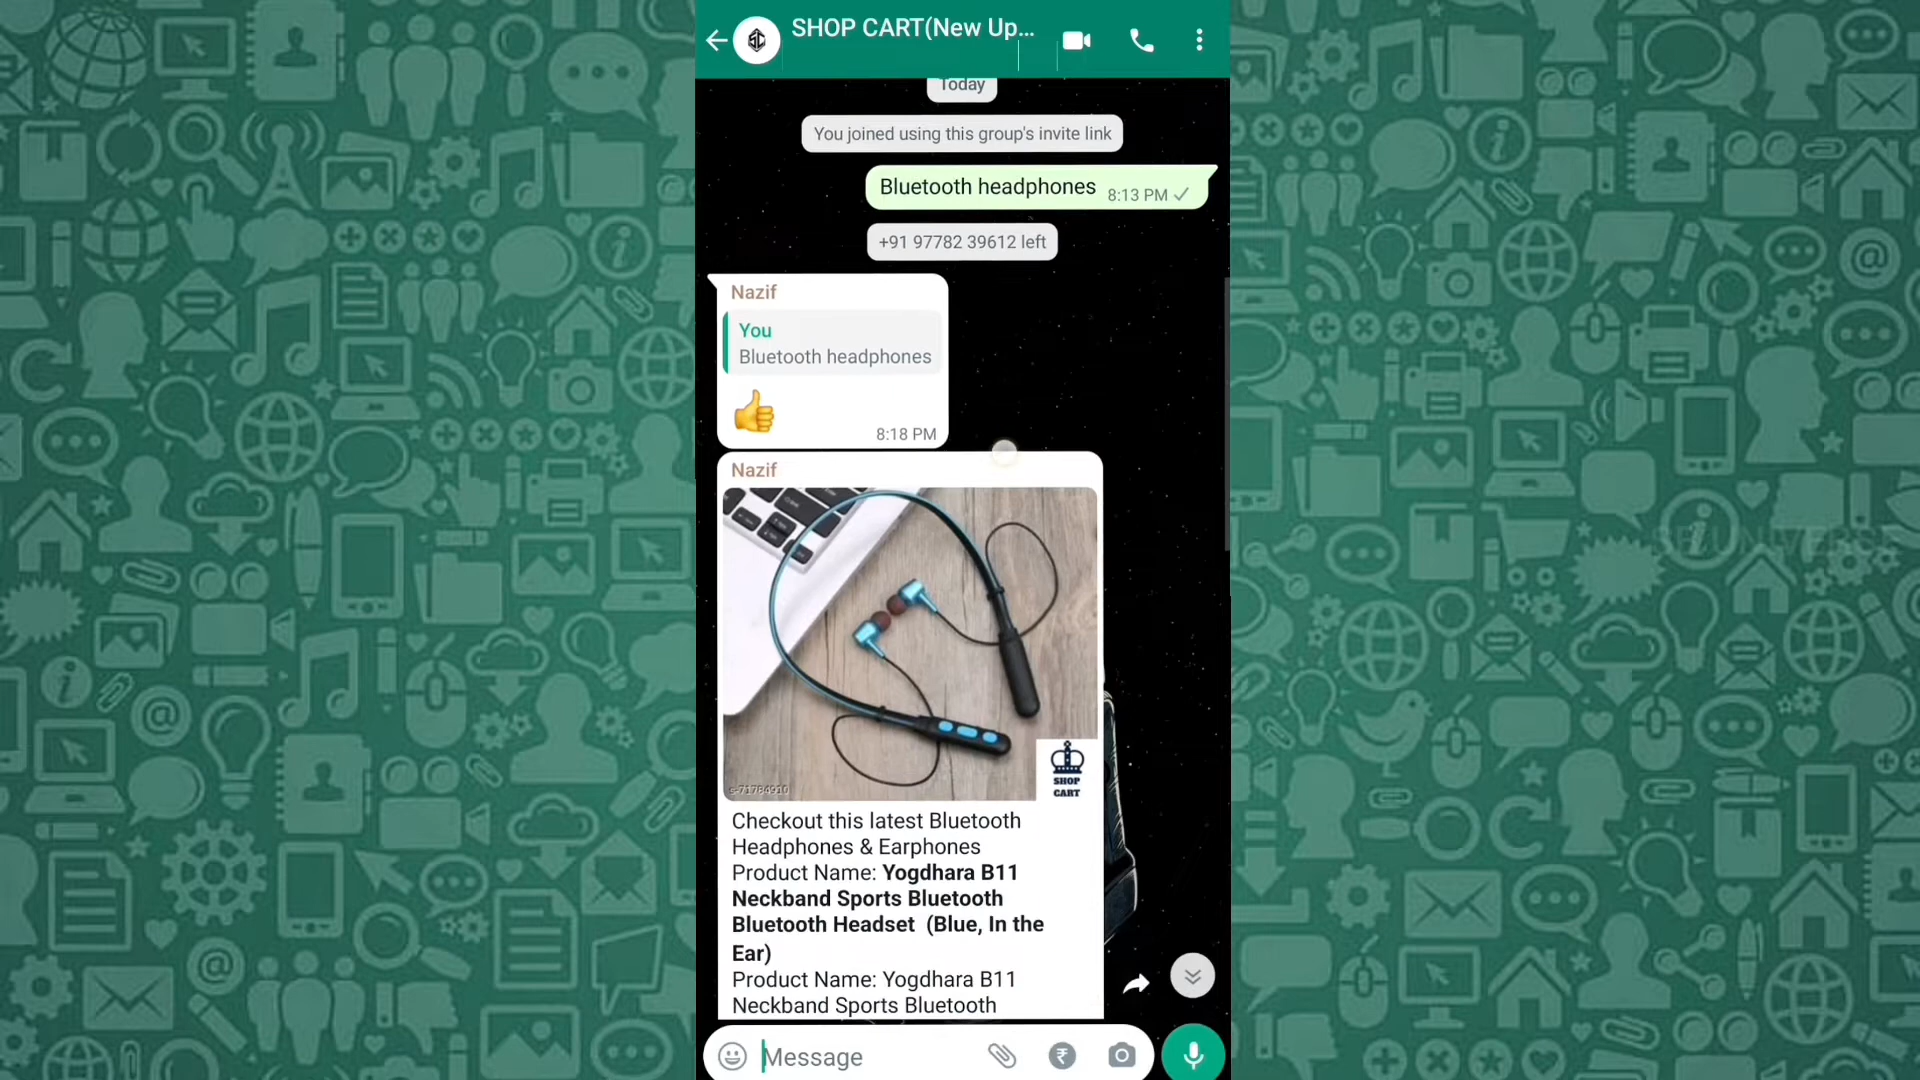 SHOP CART(New Up...
Today
You joined using this group's invite link
Bluetooth headphones 8:13 PM
+91 97782 39612 left
Nazif
You
Bluetooth headphones
👍
8:18 PM
Nazif
s-71784910
SHOP
CART
Checkout this latest Bluetooth
Headphones & Earphones
Product Name: Yogdhara B11
Neckband Sports Bluetooth
Bluetooth Headset (Blue, In the
Ear)
Product Name: Yogdhara B11
Neckband Sports Bluetooth
Message